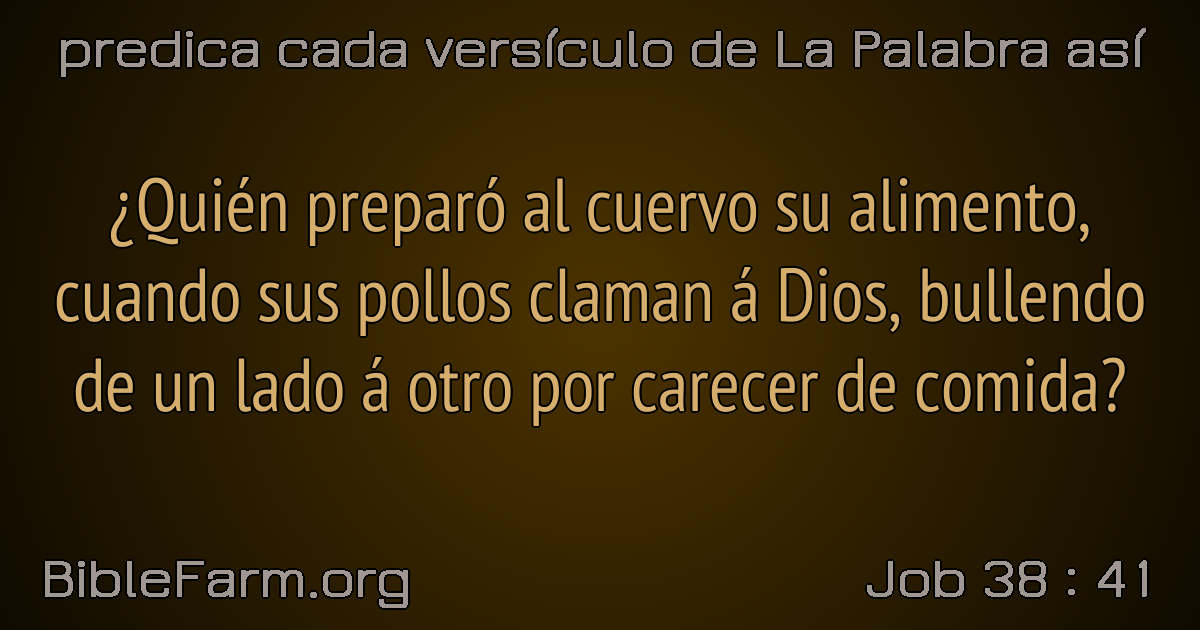 predica cada versículo de La Palabra así
¿Quién preparó al cuervo su alimento,
cuando sus pollos claman á Dios, bullendo
de un lado á otro por carecer de comida?
BibleFarm.org
Job 38 : 41